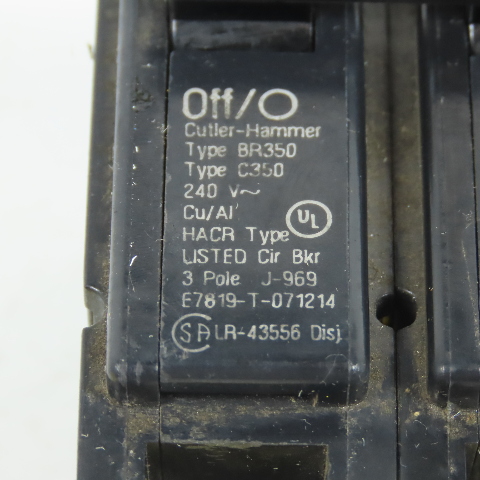 Off/O
Cutler-Hammer
Type BR350
Type C350
240 V~
Cu/Al
UL
HACR Type
LISTED Cir Bkr
3 Pole J-969
E7819-T-071214
SA LR-43556 Disj